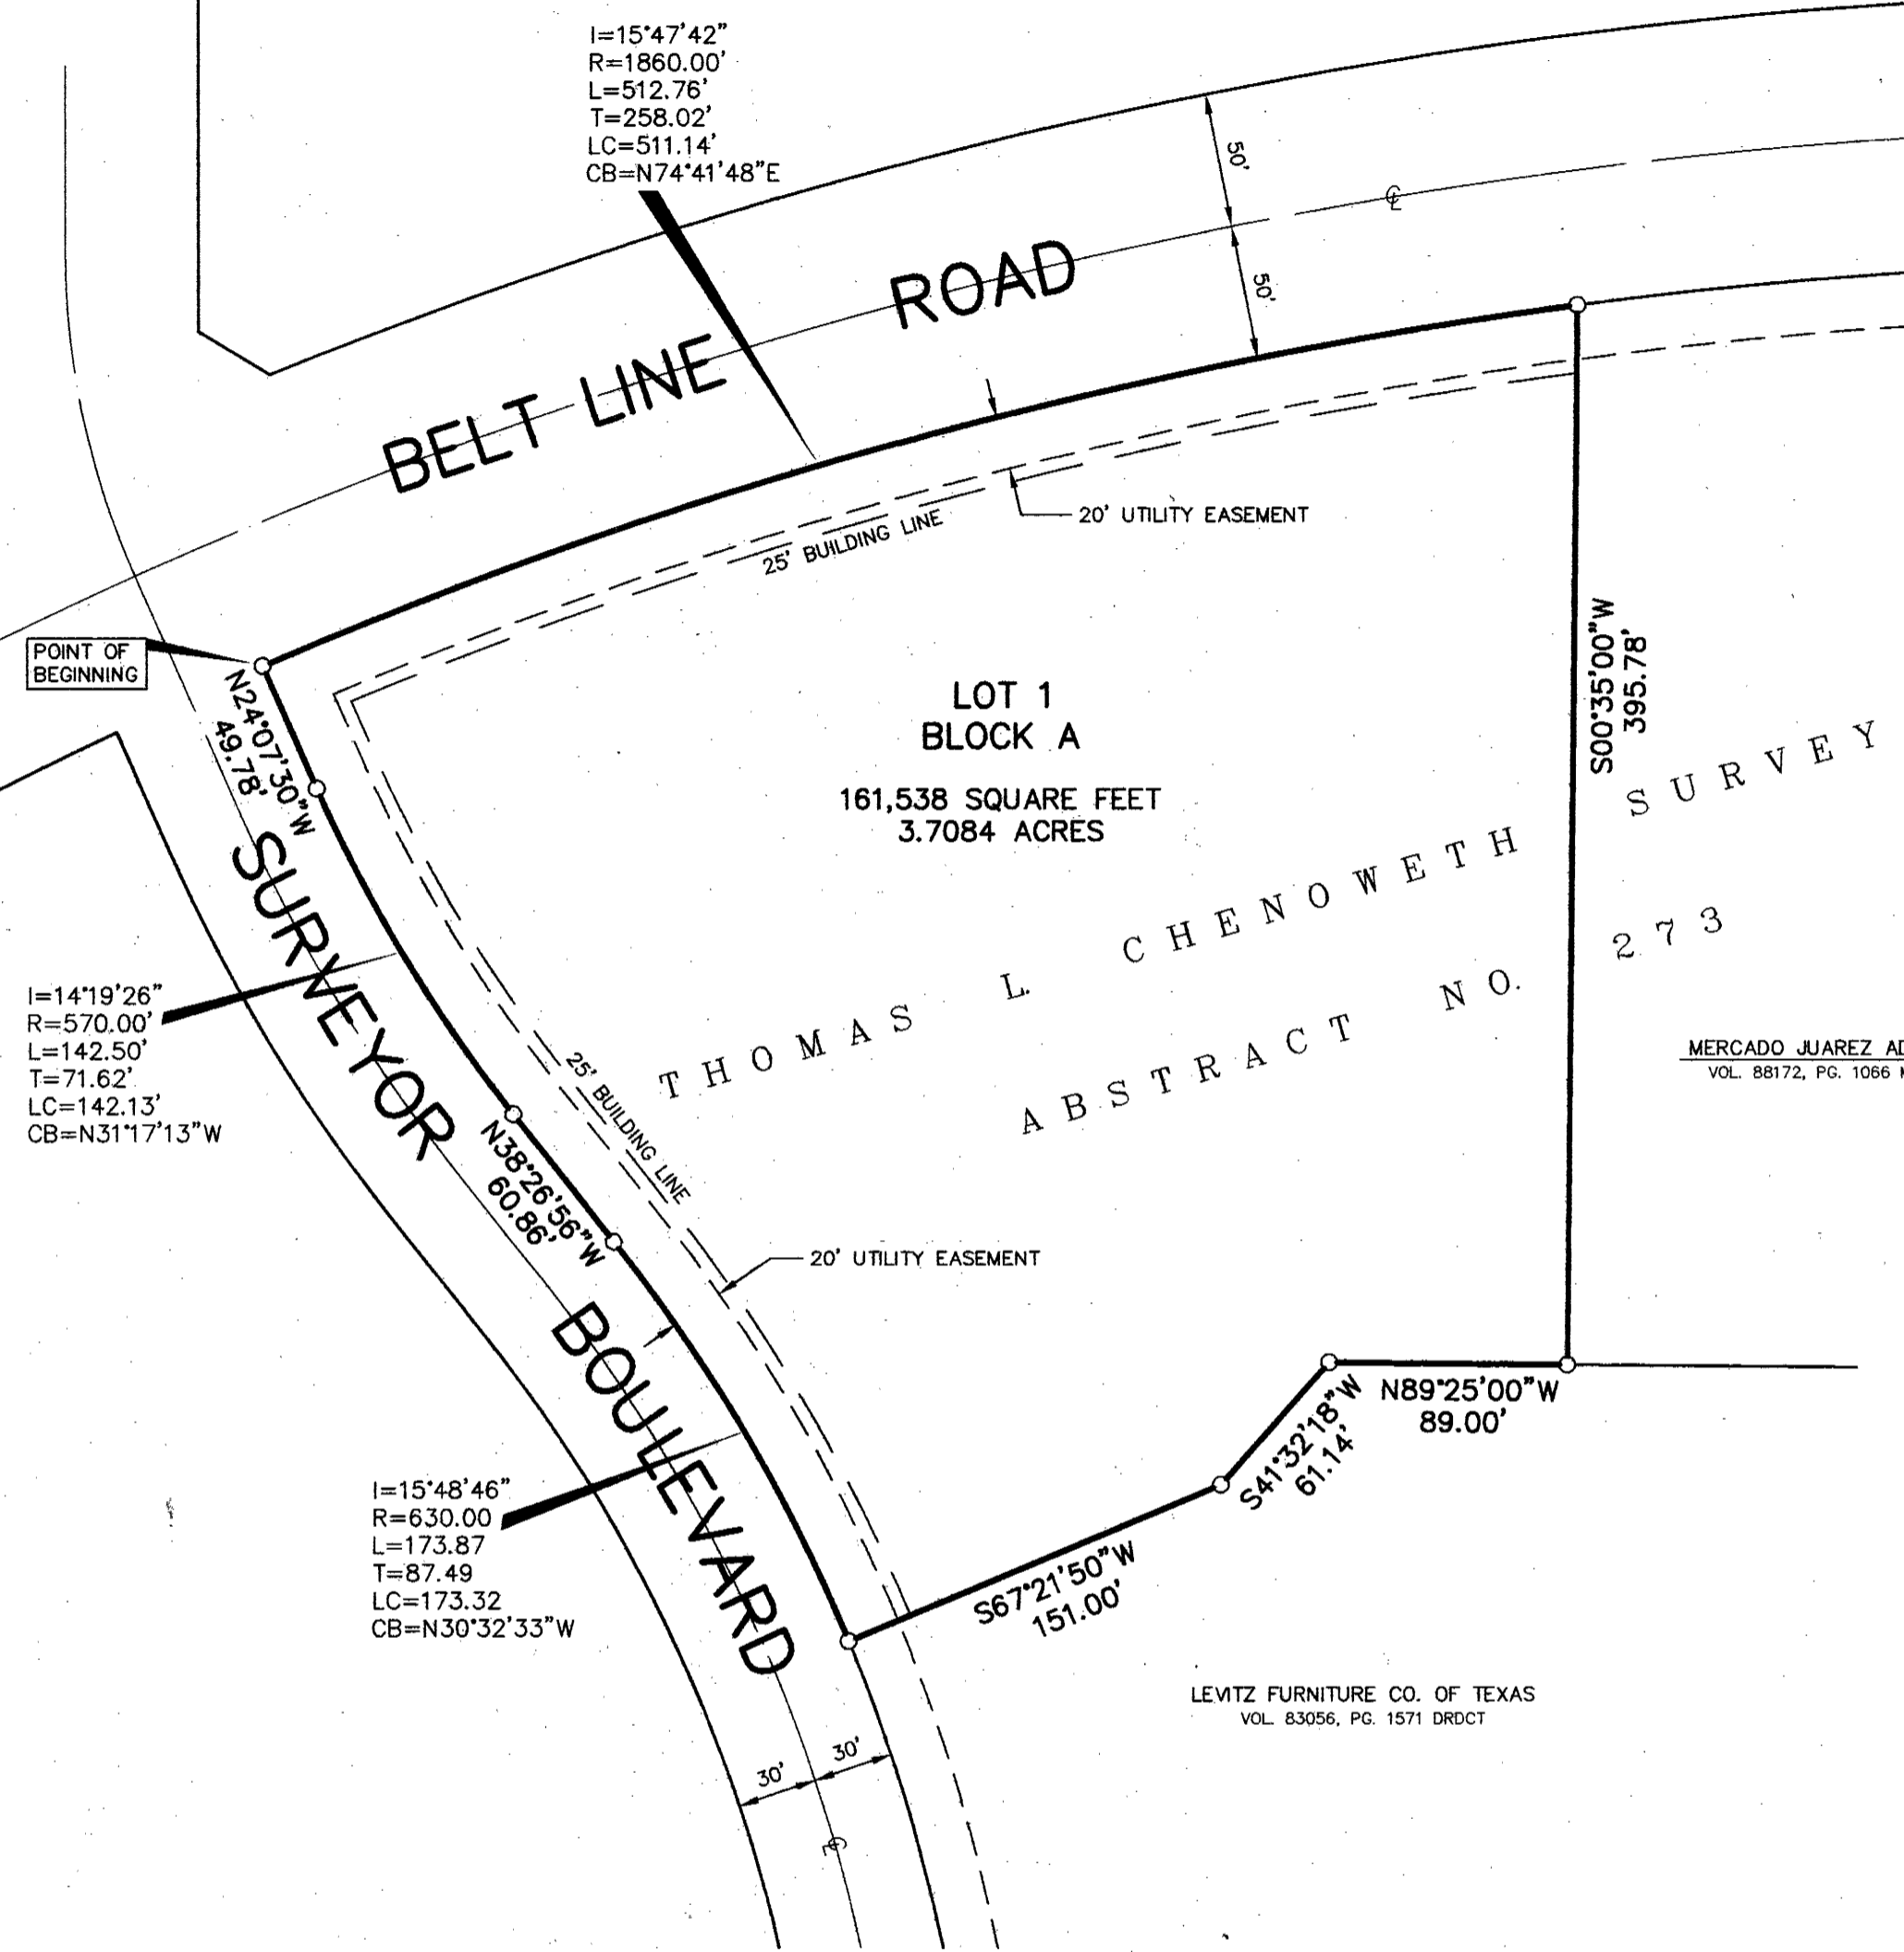 I=15°47'42"
R=1860.00'
L=512.76'
T=258.02'
LC=511.14'
CB=N74°41'48"E
50'
50'
BELT LINE ROAD
20' UTILITY EASEMENT
25' BUILDING LINE
POINT OF
BEGINNING
N24°07'30"W
49.78'
LOT 1
BLOCK A
161,538 SQUARE FEET
3.7084 ACRES
S00°35'00"W
395.78'
THOMAS L. CHENOWETH SURVEY
ABSTRACT NO. 273
SURVEYOR BOULEVARD
I=14°19'26"
R=570.00'
L=142.50'
T=71.62'
LC=142.13'
CB=N31°17'13"W
25' BUILDING LINE
MERCADO JUAREZ AD
VOL. 88172, PG. 1066
N38°26'56"W
60.86'
20' UTILITY EASEMENT
N89°25'00"W
89.00'
S41°32'18"W
61.14'
I=15°48'46"
R=630.00
L=173.87
T=87.49
LC=173.32
CB=N30°32'33"W
S67°21'50"W
151.00'
LEVITZ FURNITURE CO. OF TEXAS
VOL. 83056, PG. 1571 DRDCT
30'
30'